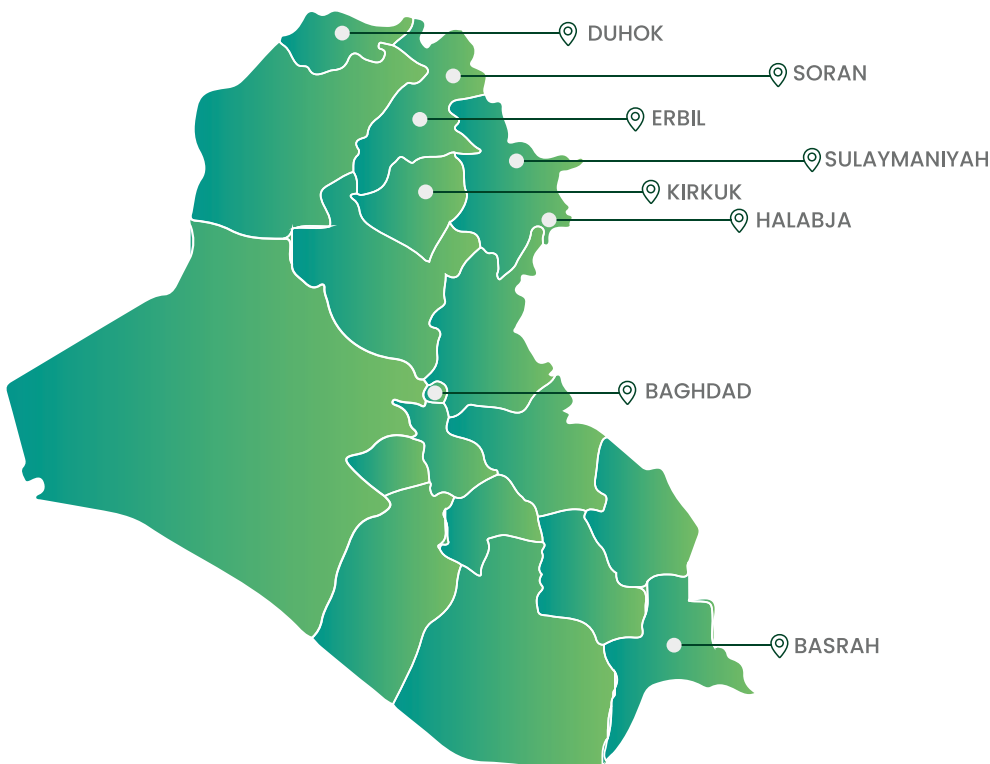 DUHOK
SORAN
ERBIL
SULAYMANIYAH
KIRKUK
HALABJA
BAGHDAD
BASRAH